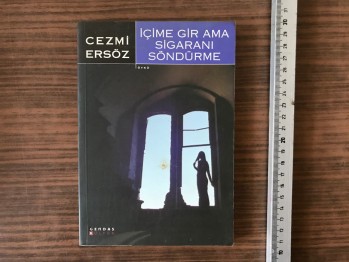 CEZMİ
ERSÖZ
İÇİME GİR AMA
SİGARANI
SÖNDÜRME